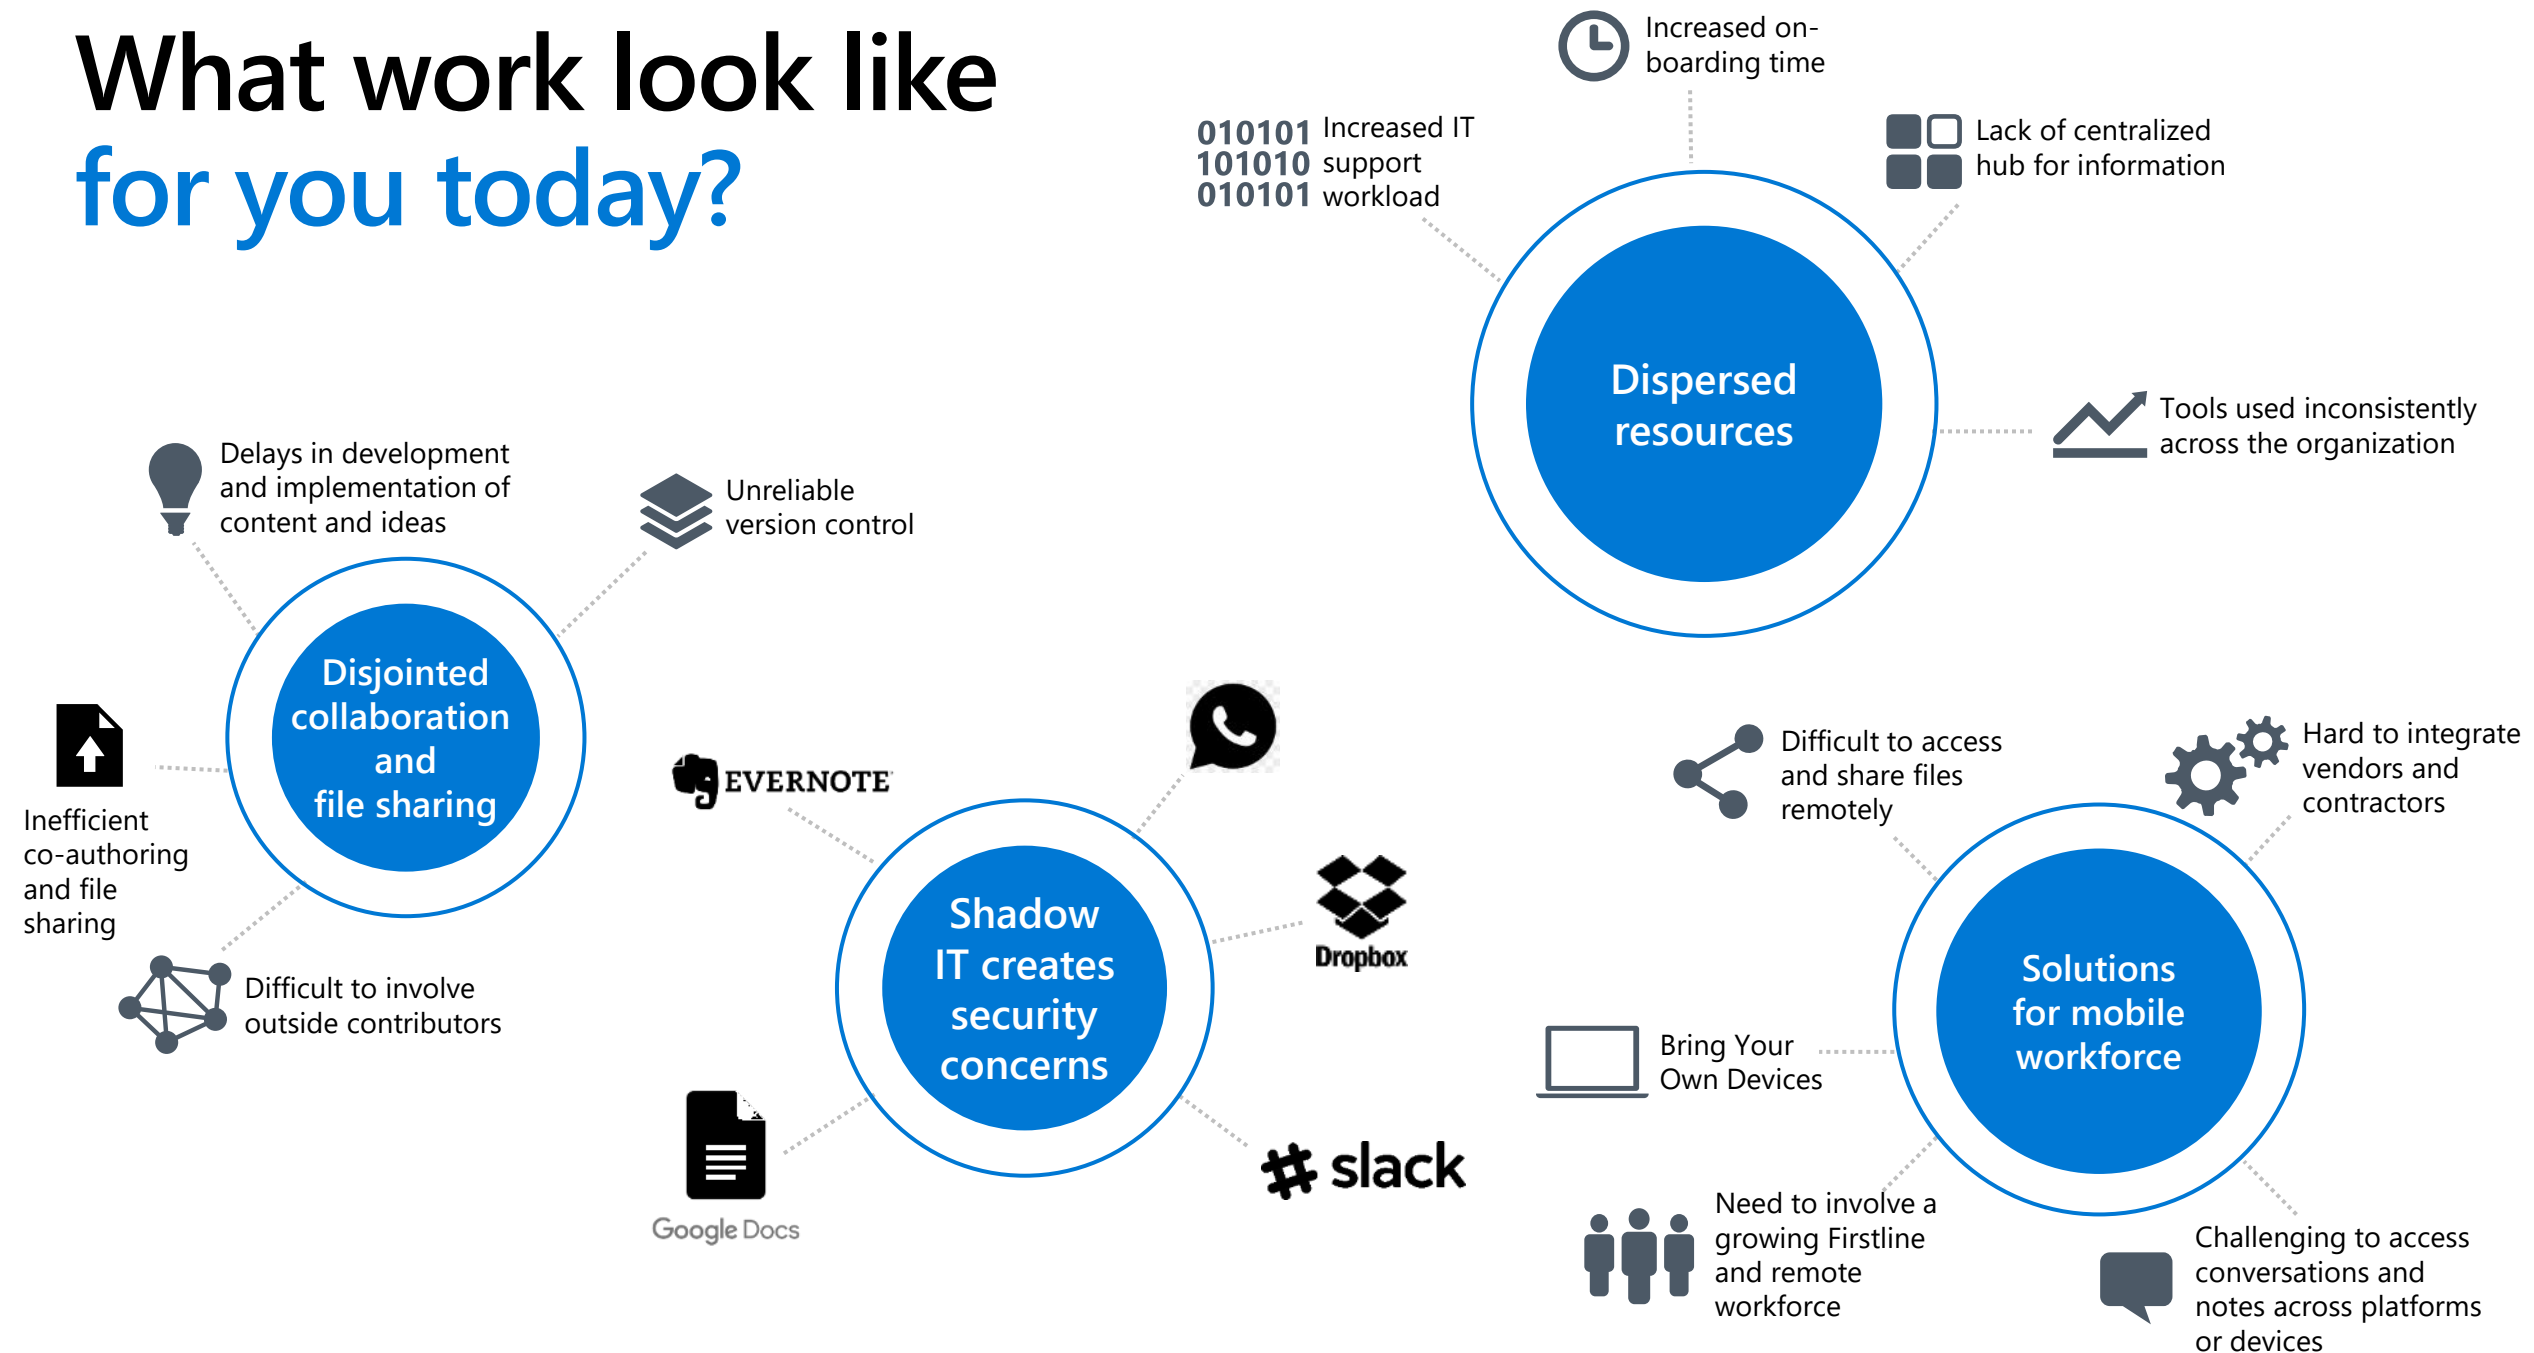 What work look like
for you today?
Increased on-
boarding time
010101
101010
010101
Increased IT
support
workload
Lack of centralized
hub for information
Dispersed
resources
Tools used inconsistently
across the organization
Delays in development
and implementation of
content and ideas
Unreliable
version control
Disjointed
collaboration
and
file sharing
Inefficient
co-authoring
and file
sharing
Difficult to involve
outside contributors
EVERNOTE
Dropbox
Shadow
IT creates
security
concerns
Google Docs
slack
Difficult to access
and share files
remotely
Hard to integrate
vendors and
contractors
Solutions
for mobile
workforce
Bring Your
Own Devices
Need to involve a
growing Firstline
and remote
workforce
Challenging to access
conversations and
notes across platforms
or devices